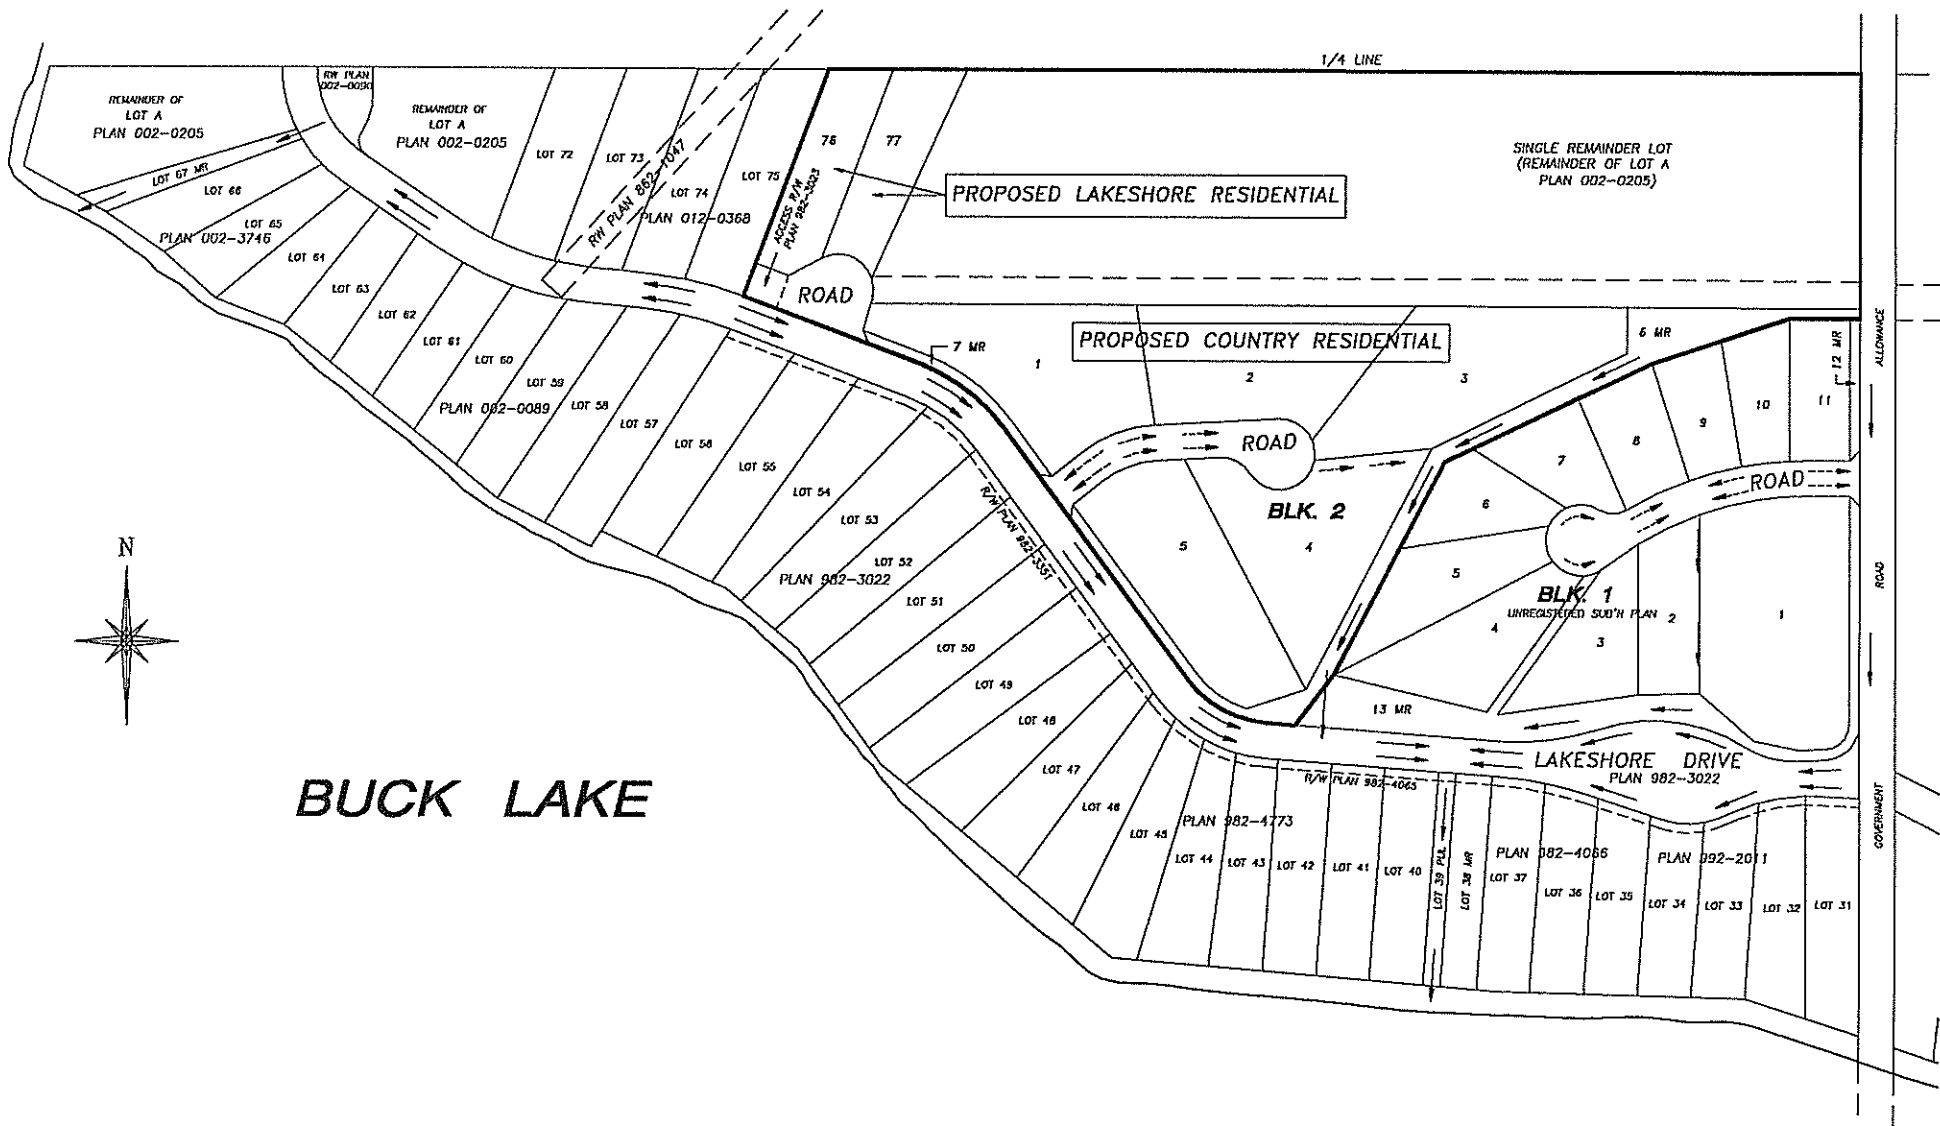 1/4 LINE
RW PLAN
002-0090
REMAINDER OF
LOT A
PLAN 002-0205
REMAINDER OF
LOT A
PLAN 002-0205
LOT 72
LOT 73
LOT 74
LOT 75
76
77
RW PLAN 862-1047
PLAN 012-0368
ACCESS R/W
PLAN 982-3023
PROPOSED LAKESHORE RESIDENTIAL
SINGLE REMAINDER LOT
(REMAINDER OF LOT A
PLAN 002-0205)
LOT 67 MR
LOT 66
LOT 65
PLAN 002-3746
LOT 64
LOT 63
LOT 62
LOT 61
LOT 60
LOT 59
PLAN 002-0089
LOT 58
LOT 57
LOT 56
LOT 55
LOT 54
LOT 53
LOT 52
PLAN 982-3022
LOT 51
LOT 50
LOT 49
LOT 48
LOT 47
LOT 46
LOT 45
ROAD
7 MR
PROPOSED COUNTRY RESIDENTIAL
1
2
3
6 MR
12 MR
ROAD
BLK. 2
5
4
R/W PLAN 982-3351
11
10
9
8
7
6
5
ROAD
BLK. 1
UNREGISTERED SUB'N PLAN
4
3
2
1
13 MR
GOVERNMENT ROAD ALLOWANCE
N
BUCK LAKE
LAKESHORE DRIVE
PLAN 982-3022
R/W PLAN 982-4065
PLAN 982-4773
LOT 44
LOT 43
LOT 42
LOT 41
LOT 40
LOT 39 PUL
LOT 38 MR
PLAN 982-4066
LOT 37
LOT 36
LOT 35
PLAN 992-2011
LOT 34
LOT 33
LOT 32
LOT 31